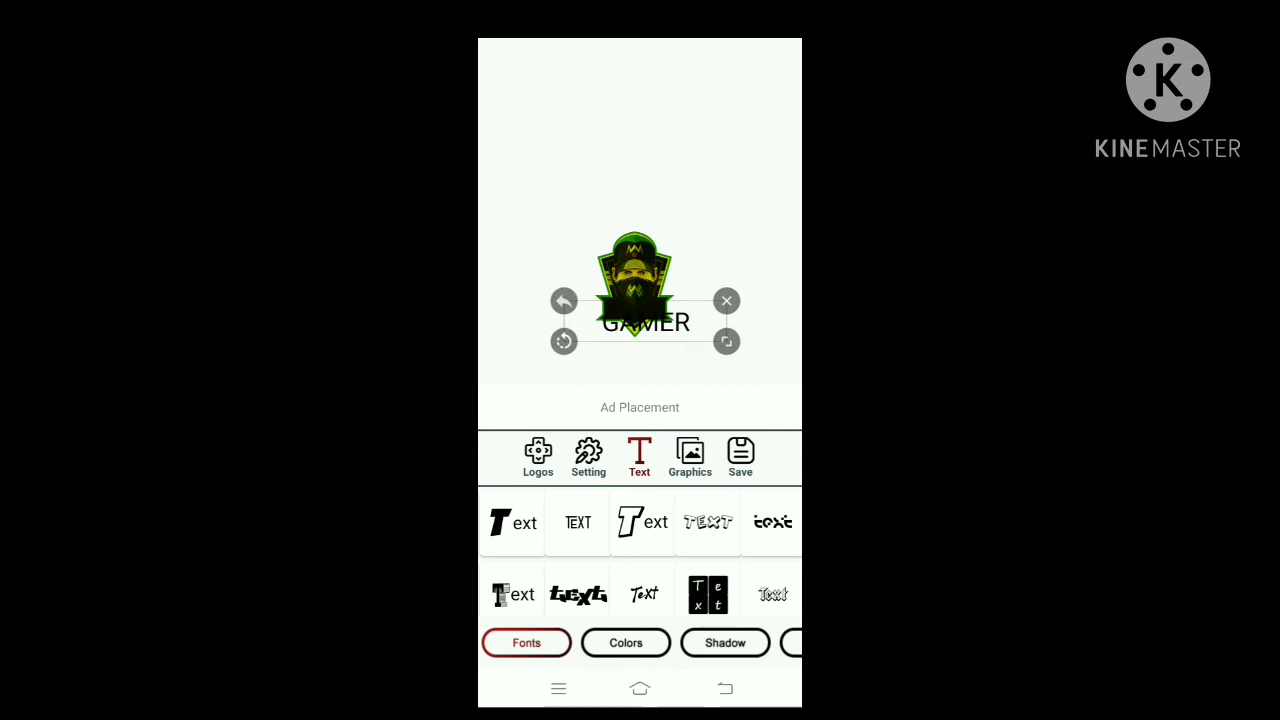 K
KINEMASTER
GAMER
Ad Placement
Logos Setting Text Graphics Save
Text TEXT Text TEXT text
Text text Text Text Text
Fonts Colors Shadow